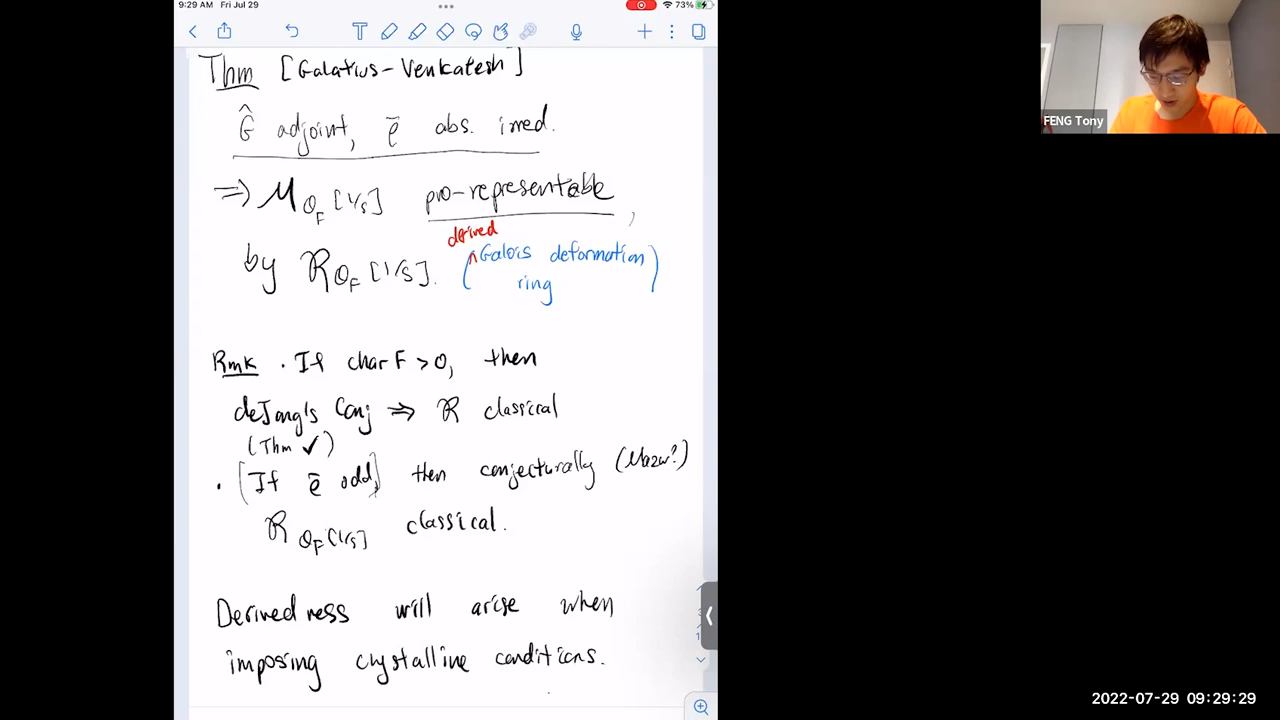 9:29 AM Fri Jul 29
73%
Thm [Galatius-Venkatesh]
Ĝ adjoint, ρ̄ abs. irred.
⇒ M_{O_F[1/S]} pro-representable,
by R_{O_F[1/S]}. (derived Galois deformation
ring)
Rmk . If char F > 0, then
deJong's Conj ⇒ R classical
(Thm ✓)
. [If ρ̄ odd,] then conjecturally (Mazur?)
R_{O_F[1/S]} classical.
Derivedness will arise when
imposing crystalline conditions.
FENG Tony
2022-07-29 09:29:29